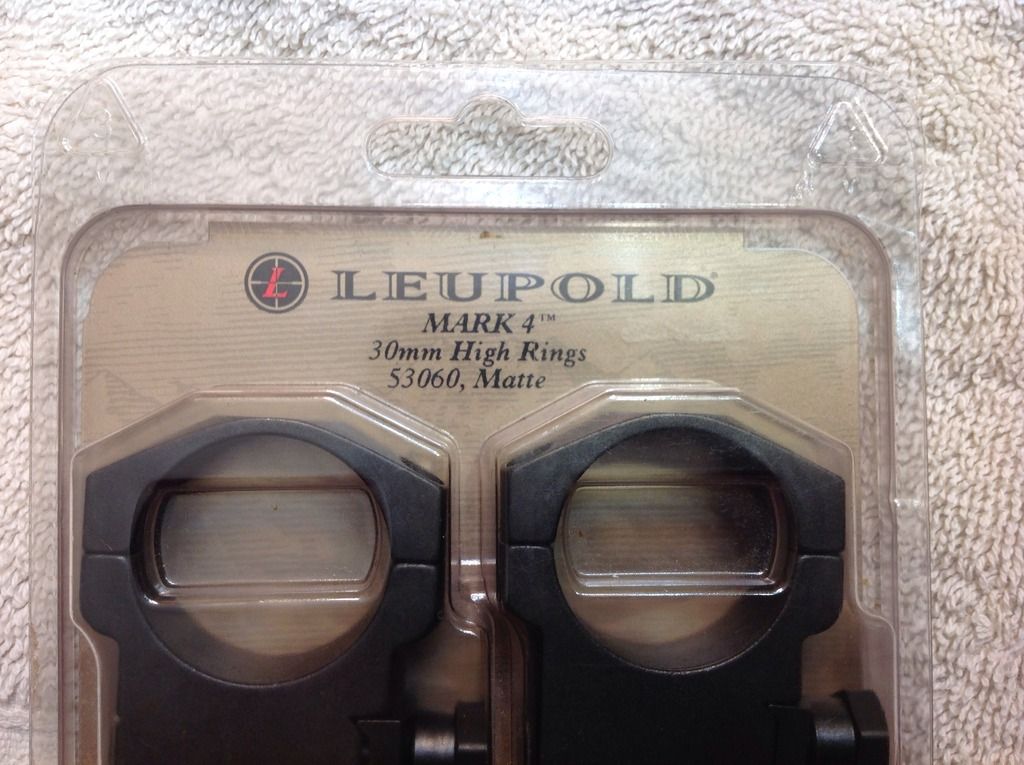 L LEUPOLD®
MARK 4™
30mm High Rings
53060, Matte